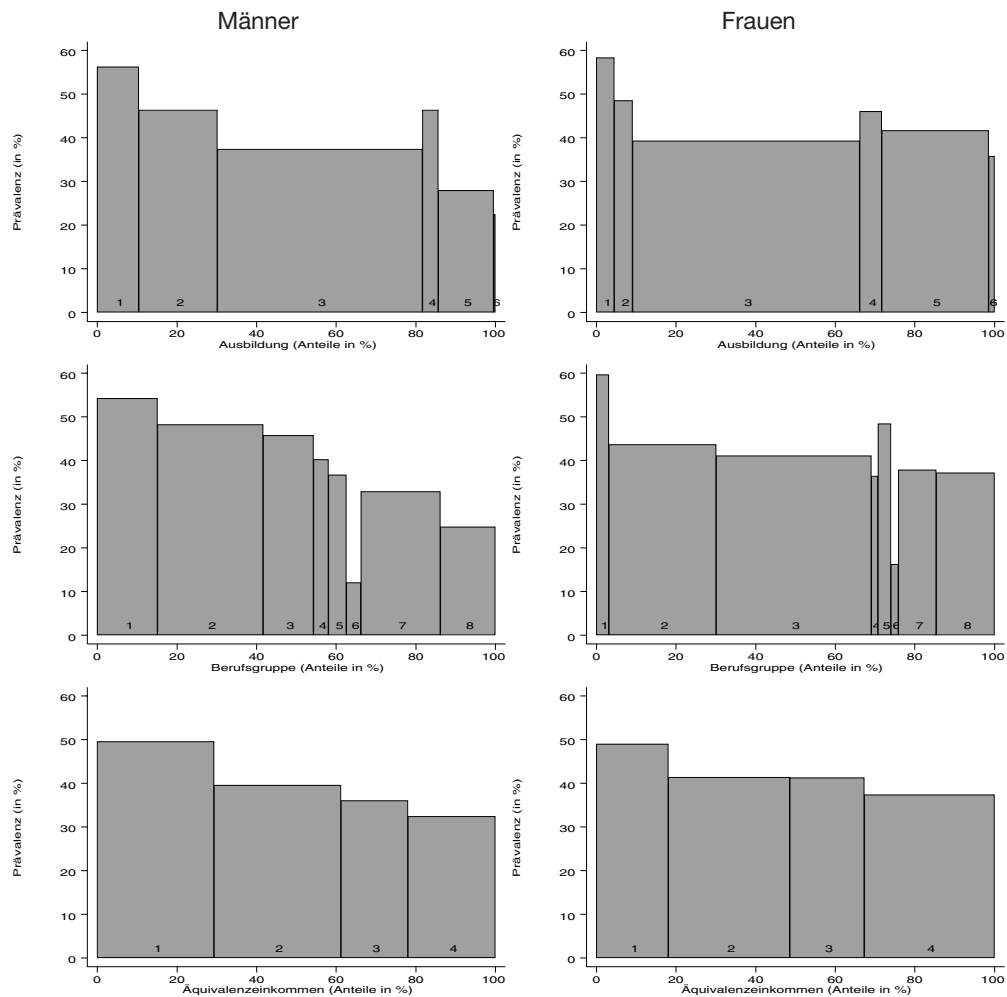 Männer Frauen
60 60
50 50
40 40
30 30
20 20
10 10
0 0
Prävalenz (in %) Prävalenz (in %)
1 2 3 4 5 6 1 2 3 4 5 6
0 20 40 60 80 100 0 20 40 60 80 100
Ausbildung (Anteile in %) Ausbildung (Anteile in %)
60 60
50 50
40 40
30 30
20 20
10 10
0 0
Prävalenz (in %) Prävalenz (in %)
1 2 3 4 5 6 7 8 1 2 3 4 5 6 7 8
0 20 40 60 80 100 0 20 40 60 80 100
Berufsgruppe (Anteile in %) Berufsgruppe (Anteile in %)
60 60
50 50
40 40
30 30
20 20
10 10
0 0
Prävalenz (in %) Prävalenz (in %)
1 2 3 4 1 2 3 4
0 20 40 60 80 100 0 20 40 60 80 100
Äquivalenzeinkommen (Anteile in %) Äquivalenzeinkommen (Anteile in %)